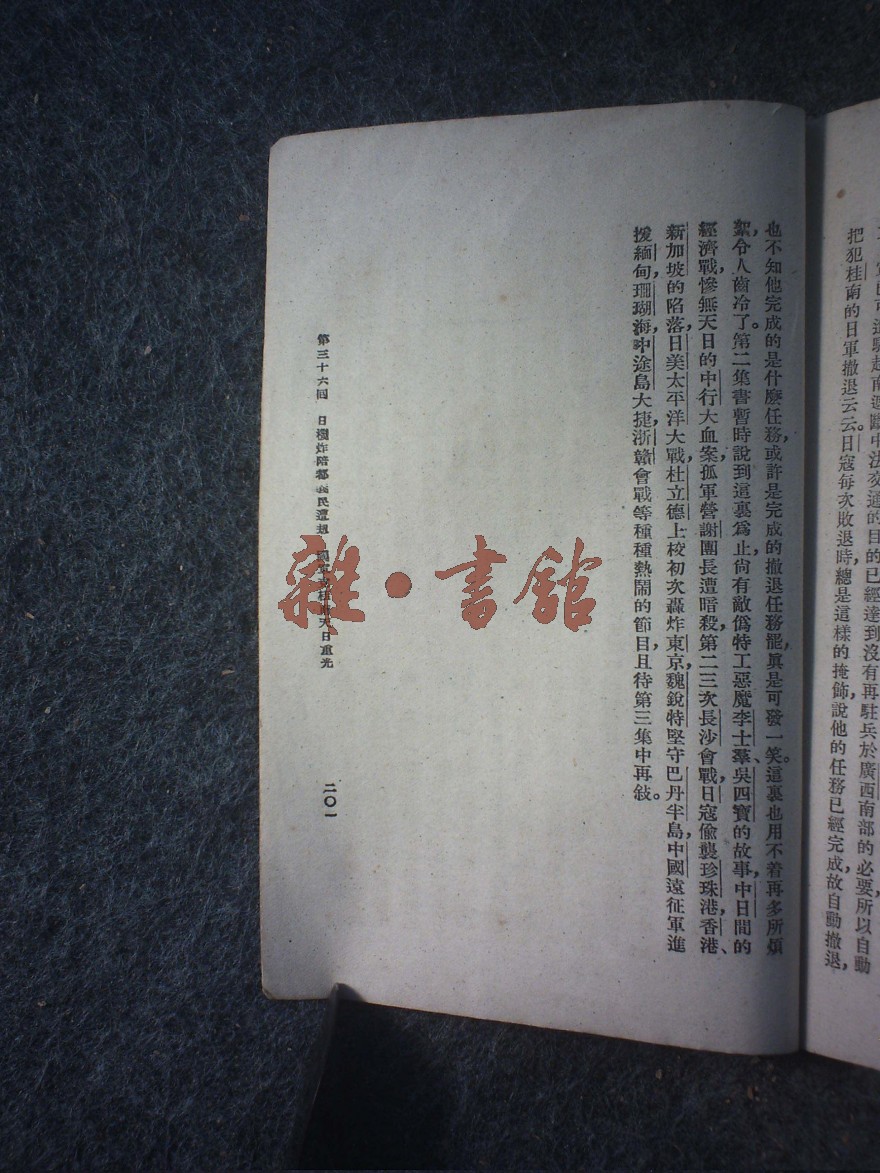 把犯桂南的日軍撤退云云。日寇每次敗退時,總是這樣的掩飾,說他的任務已經完成,故自動撤退,
也不知他完成的是什麼任務,或許是完成的撤退任務罷,眞是可發一笑。這裏也用不着再多所煩
絮,令人齒冷了。第二集書暫時說到這裏爲止,尚有敵僞特工惡魔李士羣、吳四寶的故事,中日間的
經濟戰,慘無天日的中行大血案,孤軍營謝團長遭暗殺,第二三次長沙會戰,日寇偷襲珍珠港,香港、
新加坡的陷落,日美太平洋大戰,杜立德上校初次轟炸東京,魏銳特堅守巴丹半島,中國遠征軍進
援緬甸,珊瑚海,中途島大捷,浙贛會戰等種種熱鬧的節目,且待第三集中再敍。
第三十六回 日機炸陪都義民遭 天日重光
二〇一
雜·書館